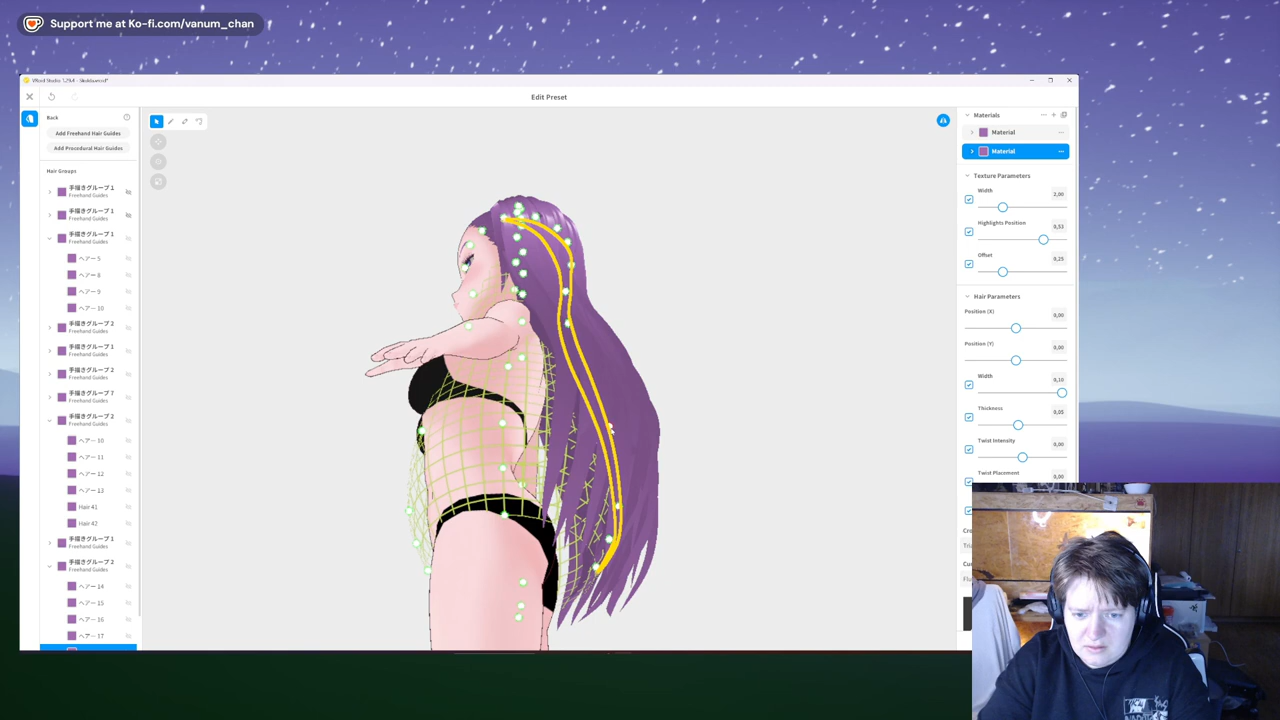 Support me at Ko-fi.com/vanum_chan
Edit Preset
Back
Add Freehand Hair Guides
Add Procedural Hair Guides
Hair Groups
手描きグループ 1
Freehand Guides
手描きグループ 1
Freehand Guides
手描きグループ 1
Freehand Guides
ヘアー 5
ヘアー 8
ヘアー 9
ヘアー 10
手描きグループ 2
Freehand Guides
手描きグループ 1
Freehand Guides
手描きグループ 2
Freehand Guides
手描きグループ 7
Freehand Guides
手描きグループ 2
Freehand Guides
ヘアー 10
ヘアー 11
ヘアー 12
ヘアー 13
Hair 41
Hair 42
手描きグループ 1
Freehand Guides
手描きグループ 2
Freehand Guides
ヘアー 14
ヘアー 15
ヘアー 16
ヘアー 17
Materials
Material
Material
Texture Parameters
Width
2,00
Highlights Position
0,53
Offset
0,25
Hair Parameters
Position (X)
0,00
Position (Y)
0,00
Width
0,10
Thickness
0,05
Twist Intensity
0,00
Twist Placement
0,00